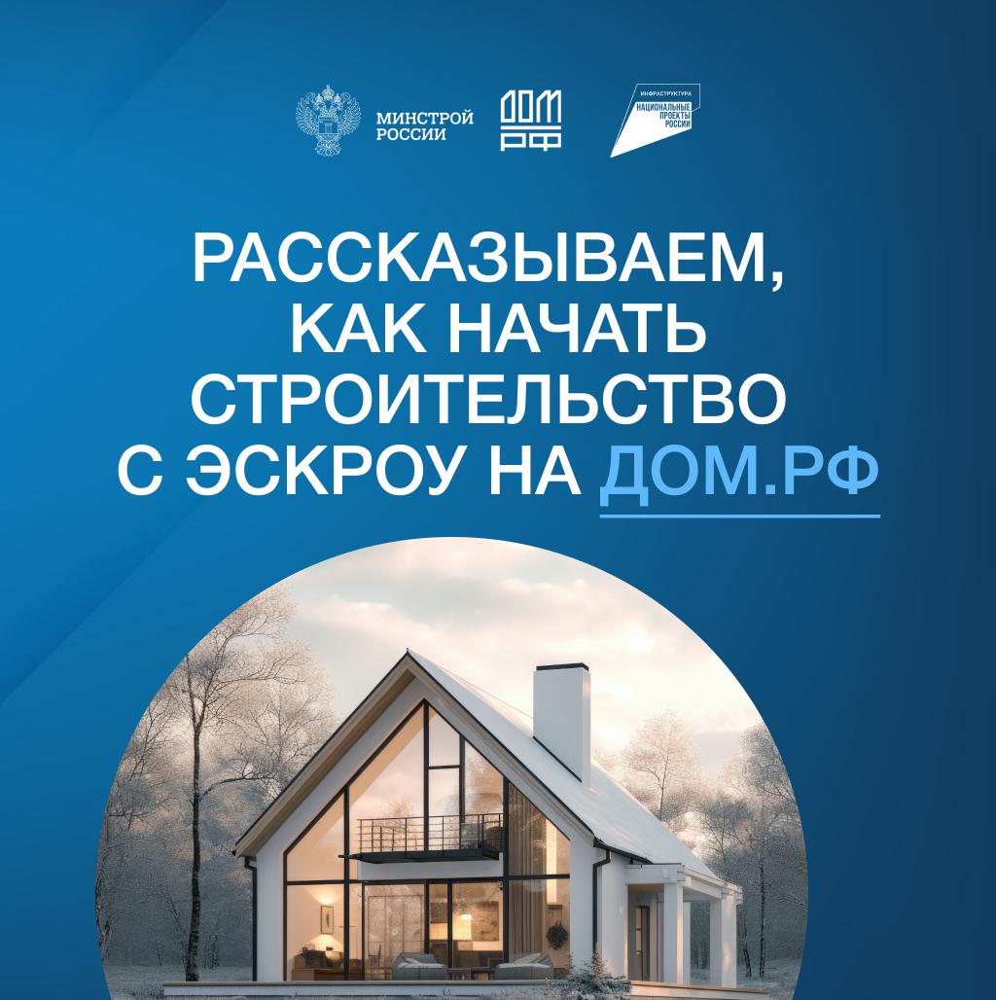 МИНСТРОЙ
РОССИИ
ДОМ
РФ
ИНФРАСТРУКТУРА
НАЦИОНАЛЬНЫЕ
ПРОЕКТЫ
РОССИИ
РАССКАЗЫВАЕМ,
КАК НАЧАТЬ
СТРОИТЕЛЬСТВО
С ЭСКРОУ НА ДОМ.РФ